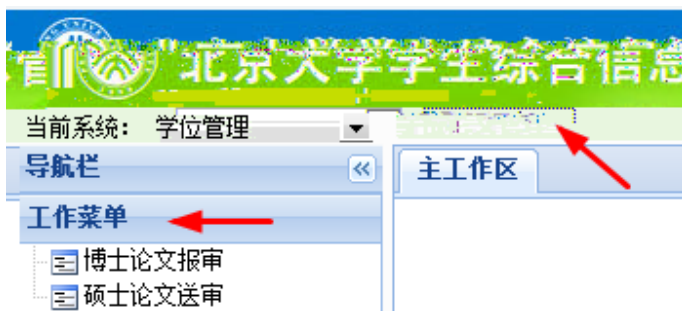 北京大学学生综合信息
当前系统： 学位管理
导航栏
主工作区
工作菜单
博士论文报审
硕士论文送审